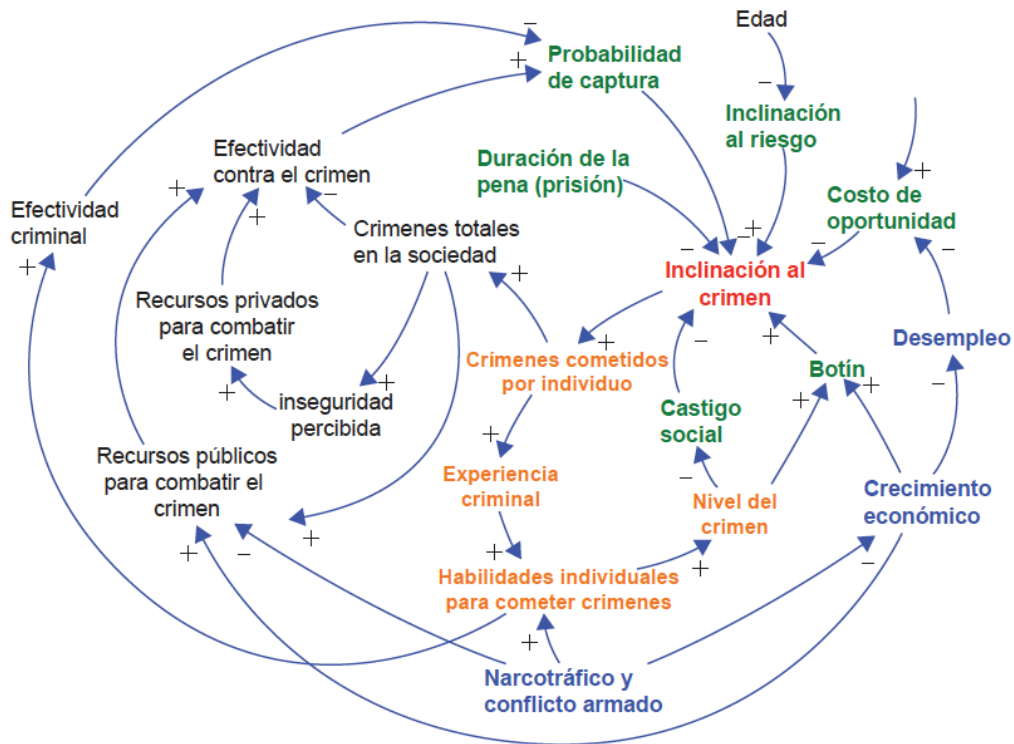 Edad
Probabilidad
de captura
Inclinación
al riesgo
Efectividad
contra el crimen
Duración de la
pena (prisión)
Costo de
oportunidad
Efectividad
criminal
Crimenes totales
en la sociedad
Inclinación al
crimen
Recursos privados
para combatir
el crimen
Desempleo
Crímenes cometidos
por individuo
Botín
inseguridad
percibida
Castigo
social
Recursos públicos
para combatir el
crimen
Experiencia
criminal
Nivel del
crimen
Crecimiento
económico
Habilidades individuales
para cometer crimenes
Narcotráfico y
conflicto armado